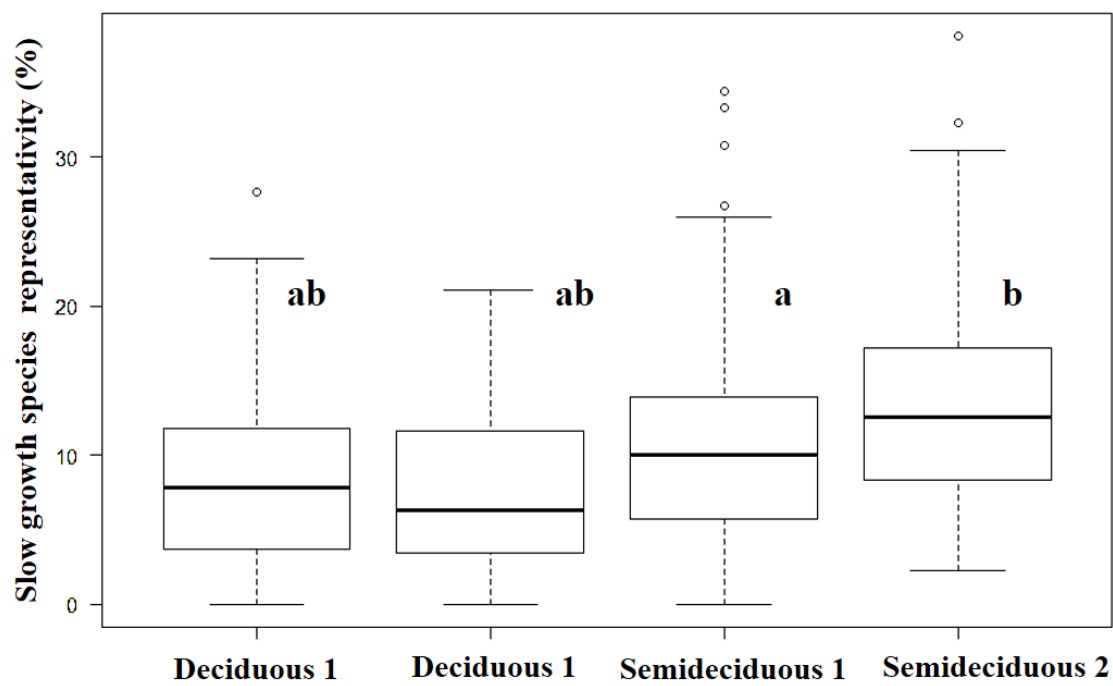 Slow growth species representativity (%)
30
20
10
0
ab
ab
a
b
Deciduous 1
Deciduous 1
Semideciduous 1
Semideciduous 2